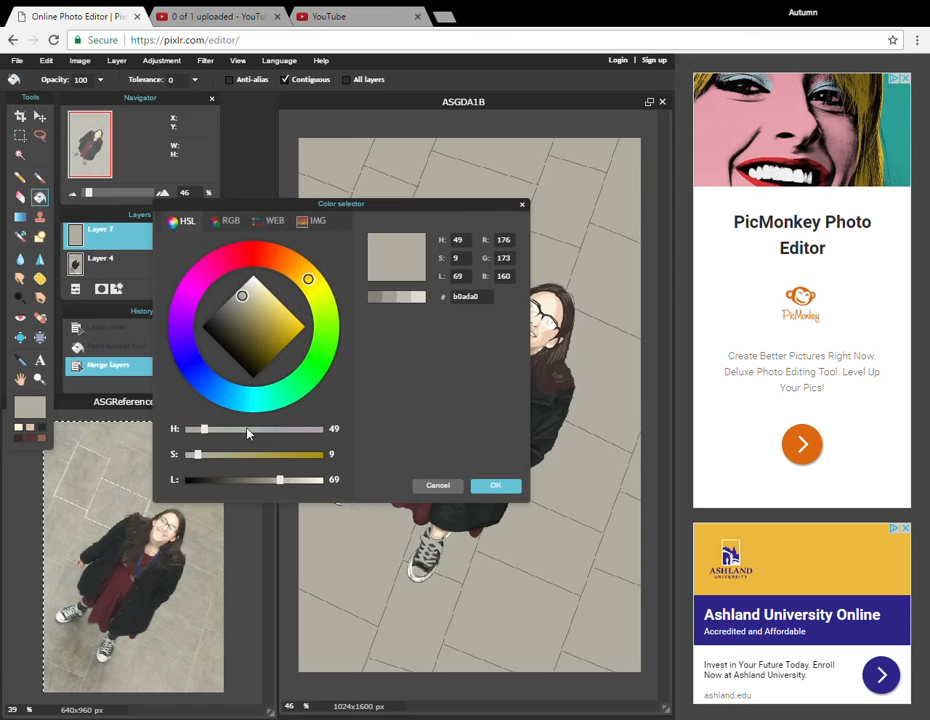 Online Photo Editor | Pix
0 of 1 uploaded - YouTu
YouTube
Autumn
Secure
https://pixlr.com/editor/
File Edit Image Layer Adjustment Filter View Language Help
Login | Sign up
Opacity: 100 Tolerance: 0 Anti-alias Contiguous All layers
Tools
Navigator
X:
Y:
W:
H:
46 %
Layers
Layer 7
Layer 4
History
Paint bucket tool
Merge layers
ASGReference
39 % 640x960 px
ASGDA1B
46 % 1024x1600 px
Color selector
HSL RGB WEB IMG
H: 49 R: 176
S: 9 G: 173
L: 69 B: 160
# b0ada0
H: 49
S: 9
L: 69
Cancel OK
PicMonkey Photo
Editor
PicMonkey
Create Better Pictures Right Now.
Deluxe Photo Editing Tool. Level Up
Your Pics!
ASHLAND
UNIVERSITY
Ashland University Online
Accredited and Affordable
Invest in Your Future Today. Enroll
Now at Ashland University.
ashland.edu